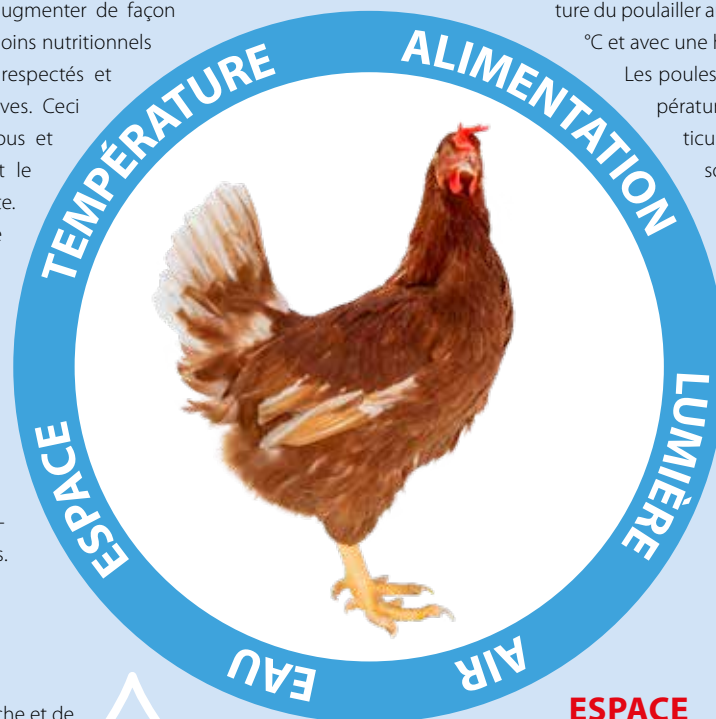 ugmenter de façon
oins nutritionnels
respectés et
ves. Ceci
ous et
t le
e.
TEMPÉRATURE
ALIMENTATION
LUMIÈRE
AIR
EAU
ESPACE
ture du poulailler a
°C et avec une
Les poules
pérature
ticu
so
-
s.
che et de
ESPACE